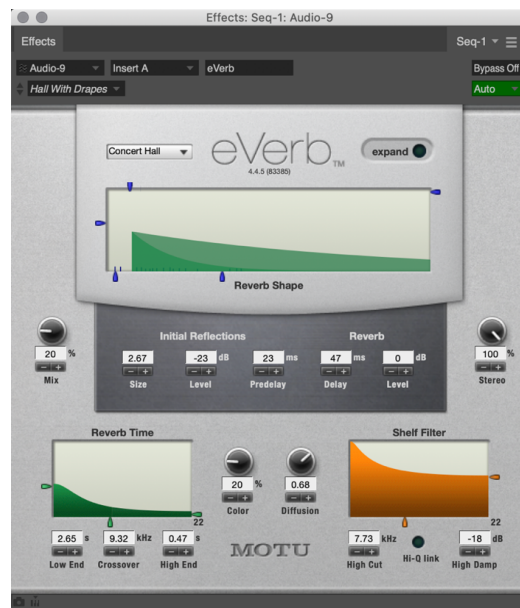 Effects: Seq-1: Audio-9
Effects
Seq-1
Audio-9
Insert A
eVerb
Bypass Off
Hall With Drapes
Auto
Concert Hall
eVerb™
4.4.5 (83385)
expand
Reverb Shape
Initial Reflections
Reverb
20 %
2.67
-23 dB
23 ms
47 ms
0 dB
100 %
- +
- +
- +
- +
- +
- +
- +
Mix
Size
Level
Predelay
Delay
Level
Stereo
Reverb Time
Shelf Filter
20 %
0.68
- +
- +
Color
Diffusion
22
22
2.65 s
9.32 kHz
0.47 s
7.73 kHz
-18 dB
- +
- +
- +
- +
- +
Low End
Crossover
High End
MOTU
High Cut
Hi-Q link
High Damp